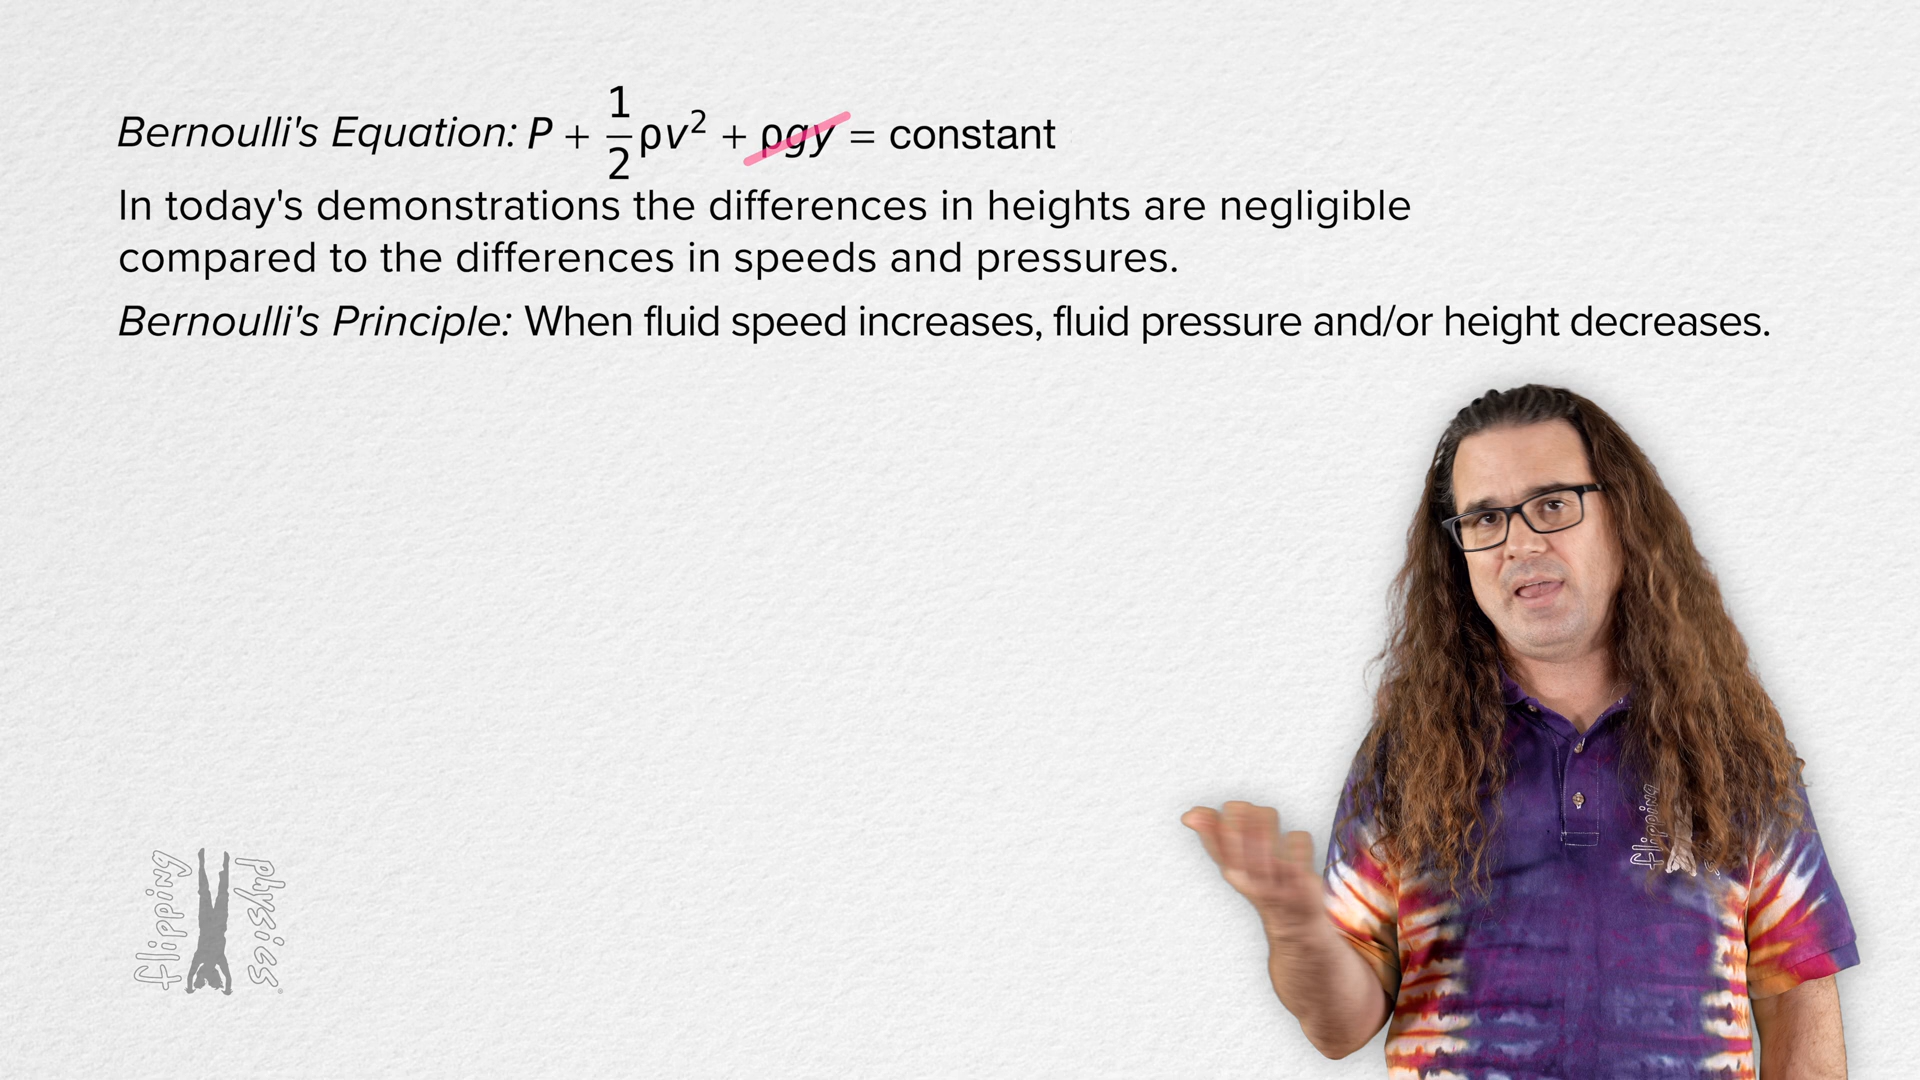 Bernoulli's Equation: P + 1/2 ρv² + ρgy = constant
In today's demonstrations the differences in heights are negligible
compared to the differences in speeds and pressures.
Bernoulli's Principle: When fluid speed increases, fluid pressure and/or height decreases.
flipping
physics
flipping